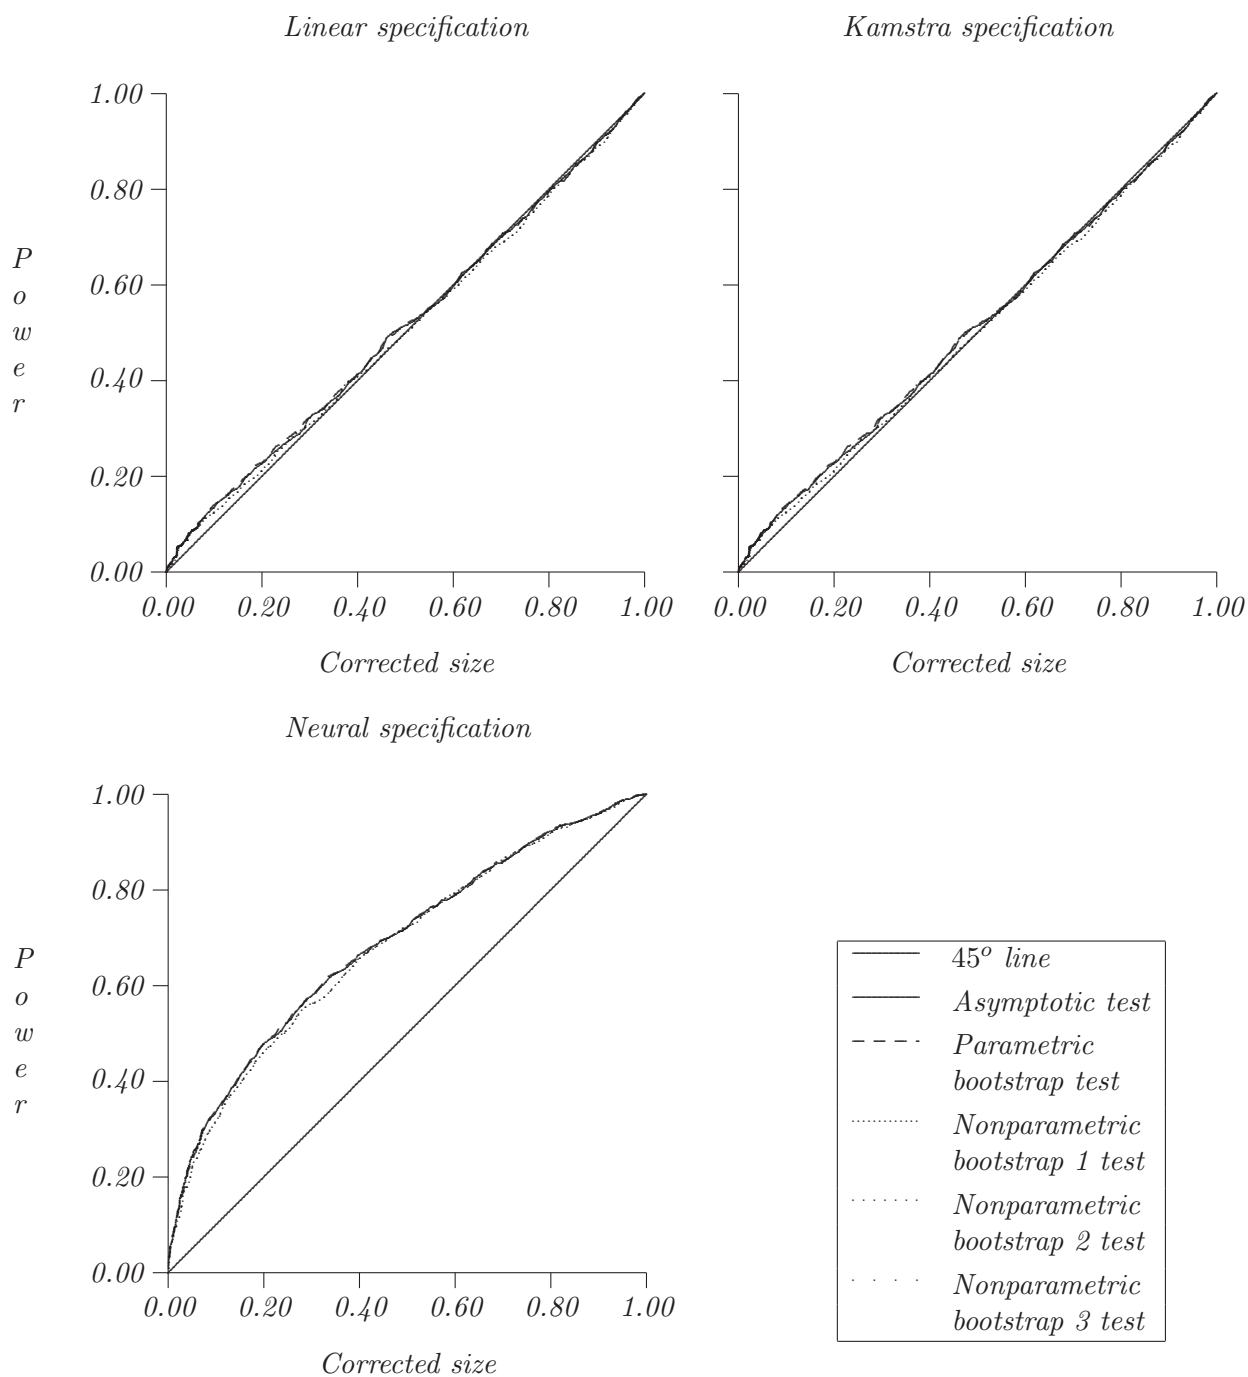 Linear specification
Kamstra specification
1.00
0.80
0.60
0.40
0.20
0.00
P
o
w
e
r
0.00 0.20 0.40 0.60 0.80 1.00
0.00 0.20 0.40 0.60 0.80 1.00
Corrected size
Corrected size
Neural specification
1.00
0.80
0.60
0.40
0.20
0.00
P
o
w
e
r
0.00 0.20 0.40 0.60 0.80 1.00
Corrected size
45° line
Asymptotic test
Parametric
bootstrap test
Nonparametric
bootstrap 1 test
Nonparametric
bootstrap 2 test
Nonparametric
bootstrap 3 test